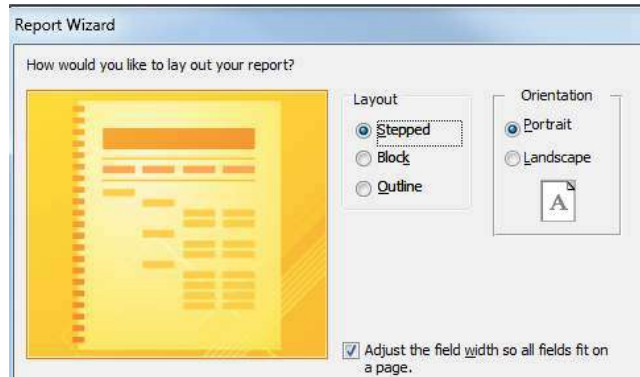 Report Wizard
How would you like to lay out your report?
Layout
Stepped
Block
Outline
Orientation
Portrait
Landscape
A
Adjust the field width so all fields fit on
a page.